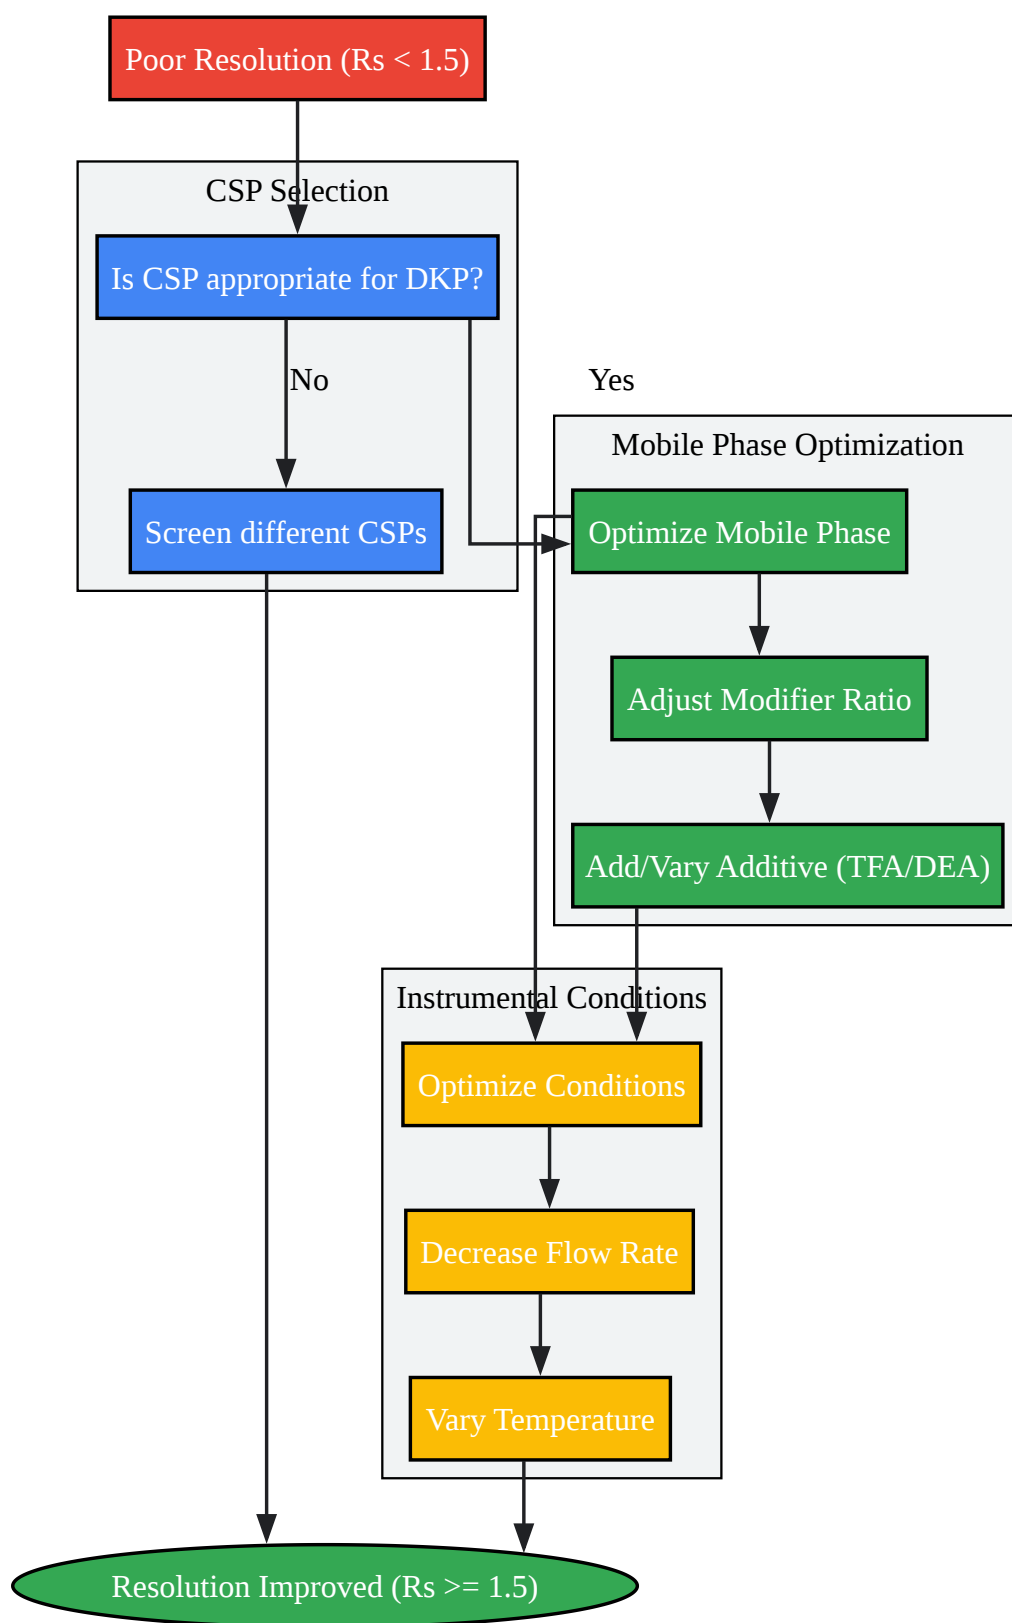 Poor Resolution (Rs < 1.5)
CSP Selection
Is CSP appropriate for DKP?
No
Yes
Mobile Phase Optimization
Screen different CSPs
Optimize Mobile Phase
Adjust Modifier Ratio
Add/Vary Additive (TFA/DEA)
Instrumental Conditions
Optimize Conditions
Decrease Flow Rate
Vary Temperature
Resolution Improved (Rs >= 1.5)